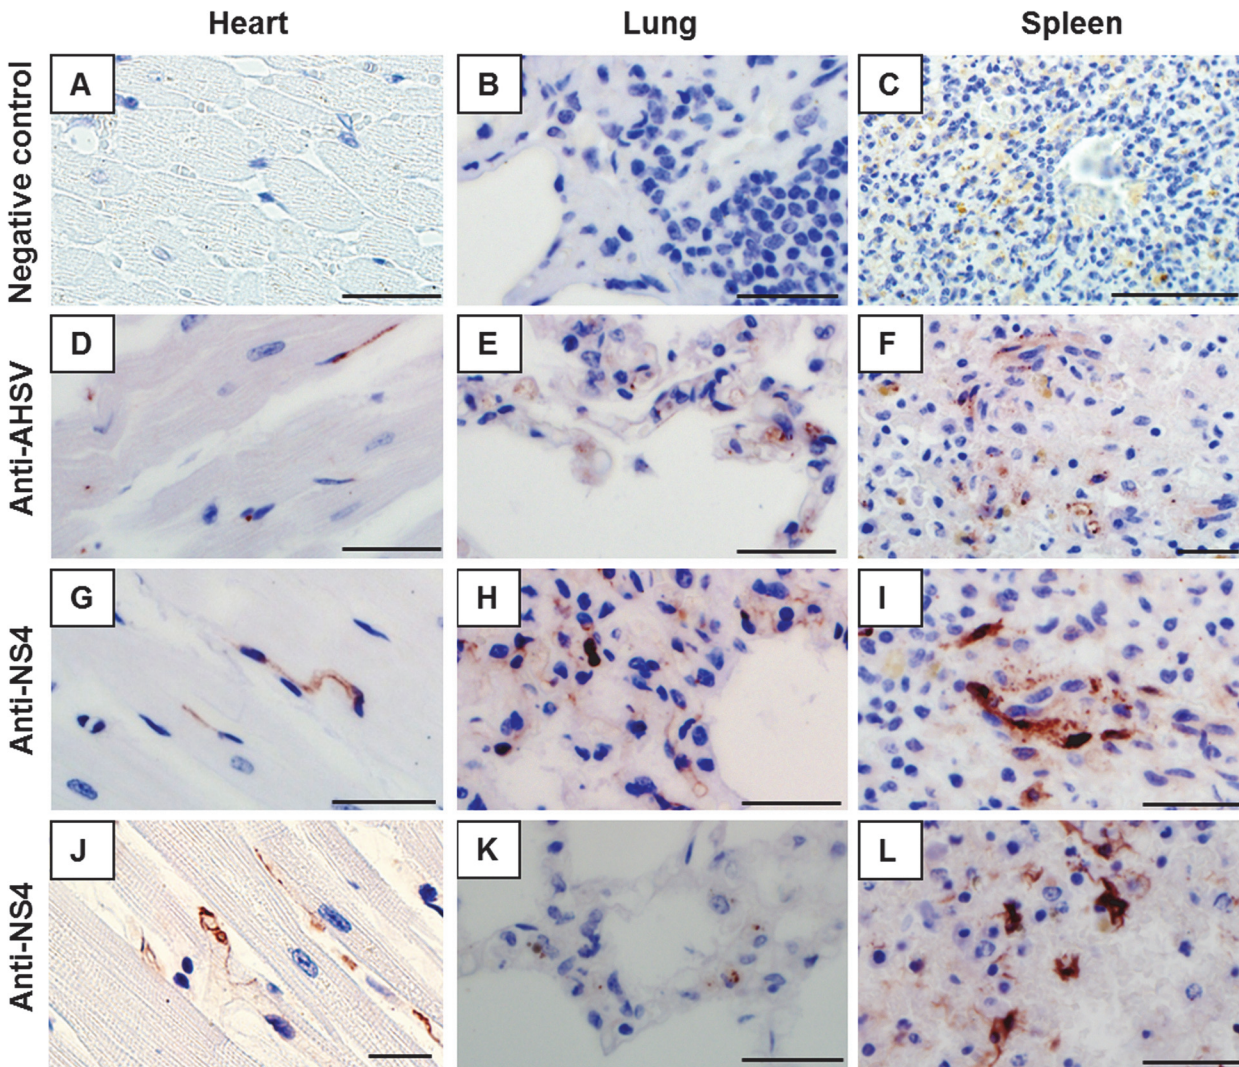 Heart Lung Spleen
Negative control
A B C
Anti-AHSV
D E F
Anti-NS4
G H I
Anti-NS4
J K L